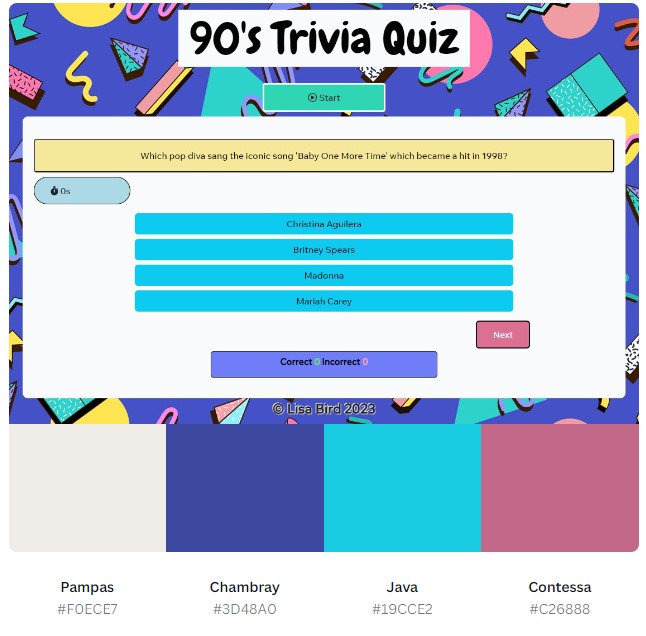 90's Trivia Quiz
Start
Which pop diva sang the iconic song 'Baby One More Time' which became a hit in 1998?
0s
Christina Aguilera
Britney Spears
Madonna
Mariah Carey
Next
Correct 0 Incorrect 0
© Lisa Bird 2023
Pampas Chambray Java Contessa
#F0ECE7 #3D48A0 #19CCE2 #C26888